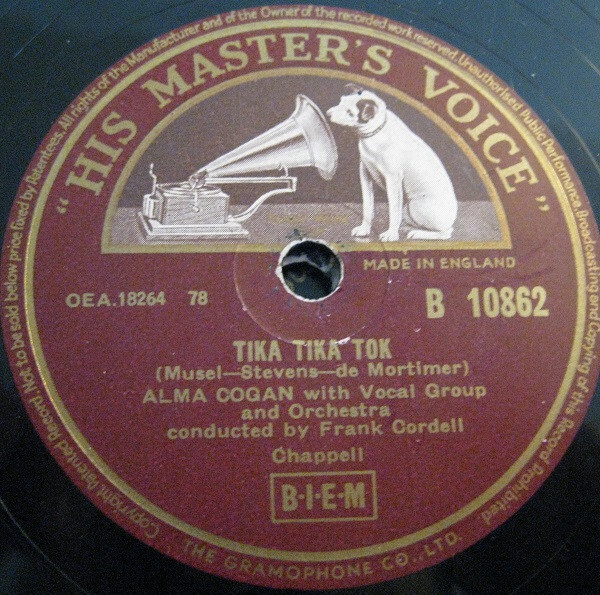 "HIS MASTER'S VOICE"
MADE IN ENGLAND
OEA.18264 78
B 10862
TIKA TIKA TOK
(Musel—Stevens—de Mortimer)
ALMA COGAN with Vocal Group
and Orchestra
conducted by Frank Cordell
Chappell
B·I·E·M
THE GRAMOPHONE CO., LTD.
Copyright Patented Record Not to be sold below price fixed by Patentees. All rights of the Manufacturer and of the Owner of the recorded work reserved. Unauthorised Public Performance, Broadcasting and Copying of this Record Prohibited